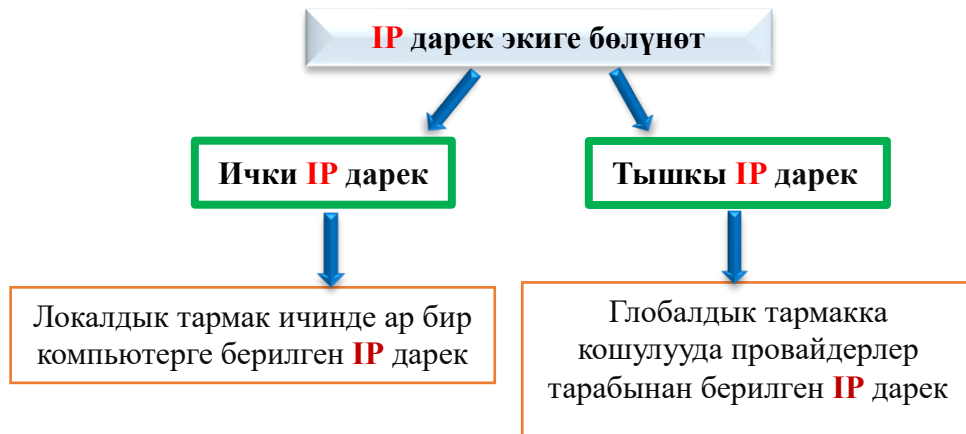 IP дарек экиге бөлүнөт
Ички IP дарек
Тышкы IP дарек
Локалдык тармак ичинде ар бир
компьютерге берилген IP дарек
Глобалдык тармакка
кошулууда провайдерлер
тарабынан берилген IP дарек